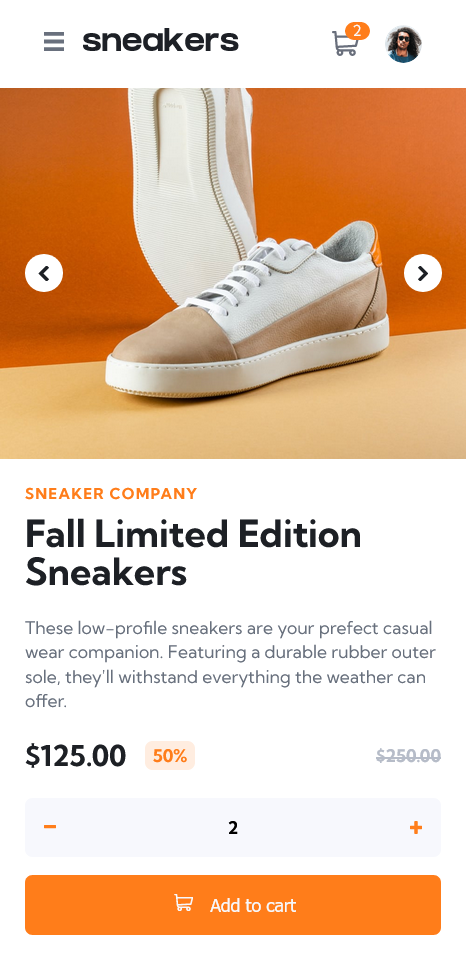 sneakers
2
SNEAKER COMPANY
Fall Limited Edition
Sneakers
These low-profile sneakers are your prefect casual
wear companion. Featuring a durable rubber outer
sole, they'll withstand everything the weather can
offer.
$125.00 50% $250.00
− 2 +
Add to cart